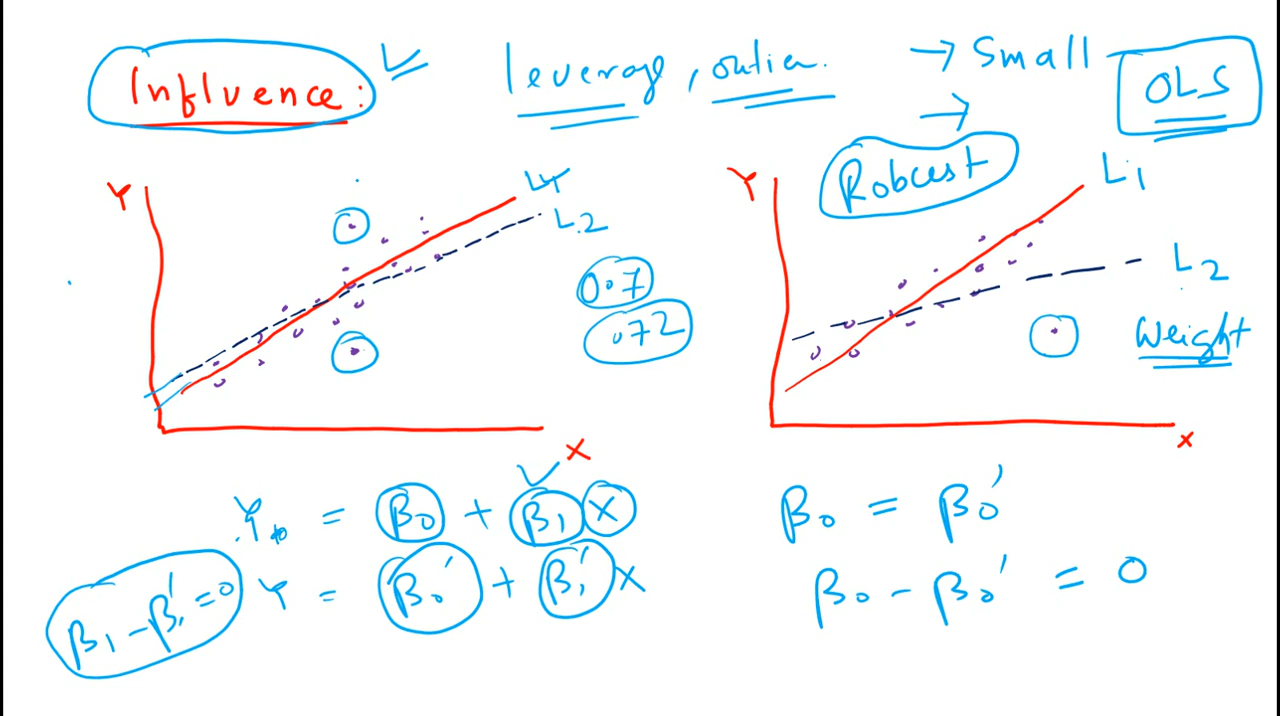 Influence: leverage, outlier. → Small OLS
→
Robust
Y L1 L2 X
0.7
.72
Y L1 L2 X
Weight
Y = β0 + β1 X
Y = β0′ + β1′ X
β1 - β1′ = 0
β0 = β0′
β0 - β0′ = 0